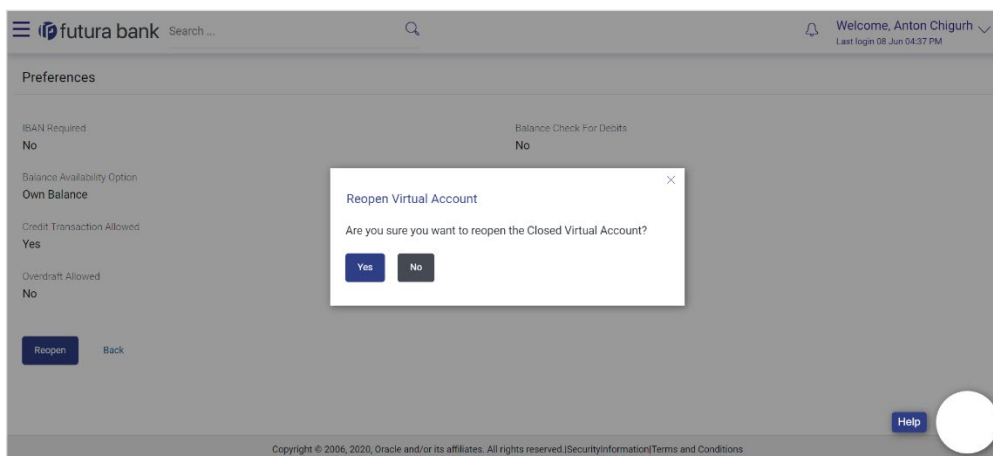 futura bank Search ...
Welcome, Anton Chigurh
Last login 08 Jun 04:37 PM
Preferences
IBAN Required
No
Balance Check For Debits
No
Balance Availability Option
Own Balance
Credit Transaction Allowed
Yes
Overdraft Allowed
No
Reopen Virtual Account
Are you sure you want to reopen the Closed Virtual Account?
Yes No
Reopen Back
Help
Copyright © 2006, 2020, Oracle and/or its affiliates. All rights reserved.|SecurityInformation|Terms and Conditions